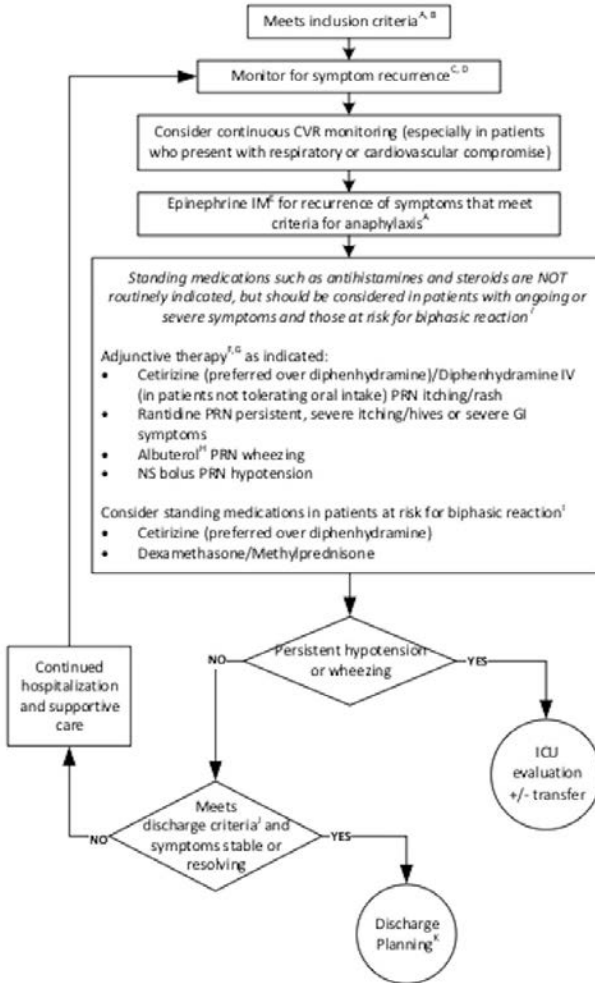 Meets inclusion criteria^A, B
Monitor for symptom recurrence^C, D
Consider continuous CVR monitoring (especially in patients
who present with respiratory or cardiovascular compromise)
Epinephrine IM^E for recurrence of symptoms that meet
criteria for anaphylaxis^A
Standing medications such as antihistamines and steroids are NOT
routinely indicated, but should be considered in patients with ongoing or
severe symptoms and those at risk for biphasic reaction^I
Adjunctive therapy^F,G as indicated:
• Cetirizine (preferred over diphenhydramine)/Diphenhydramine IV
(in patients not tolerating oral intake) PRN itching/rash
• Rantidine PRN persistent, severe itching/hives or severe GI
symptoms
• Albuterol^H PRN wheezing
• NS bolus PRN hypotension
Consider standing medications in patients at risk for biphasic reaction^I
• Cetirizine (preferred over diphenhydramine)
• Dexamethasone/Methylprednisone
Persistent hypotension
or wheezing
NO
YES
Continued
hospitalization
and supportive
care
ICU
evaluation
+/- transfer
Meets
discharge criteria^J and
symptoms stable or
resolving
NO
YES
Discharge
Planning^K